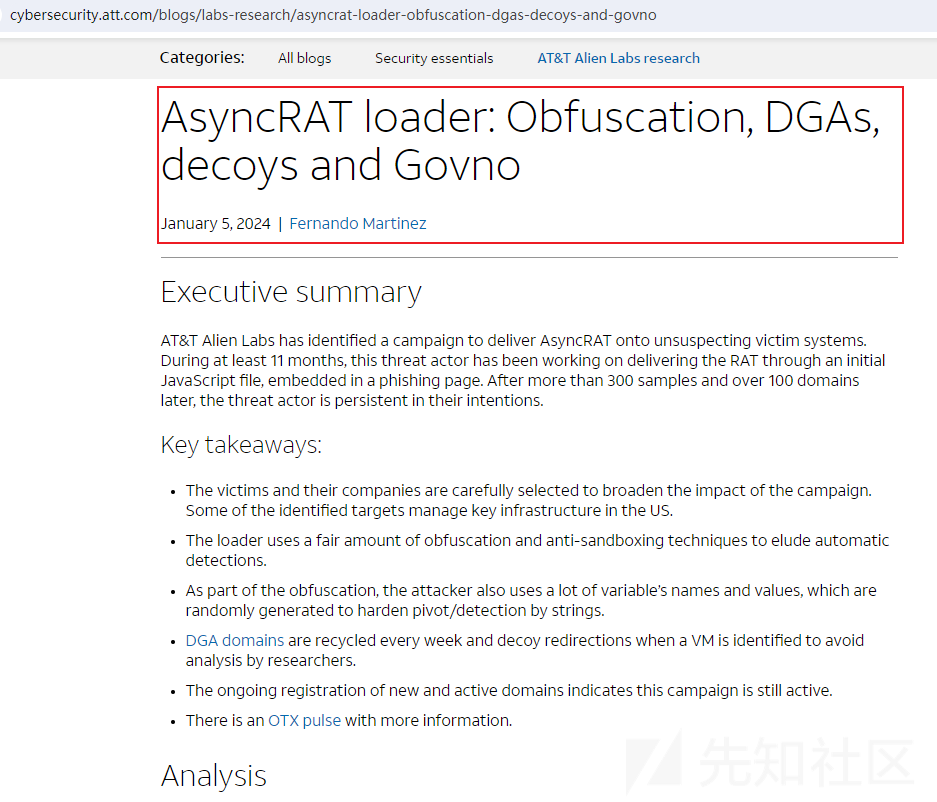 cybersecurity.att.com/blogs/labs-research/asyncrat-loader-obfuscation-dgas-decoys-and-govno
Categories: All blogs Security essentials AT&T Alien Labs research
AsyncRAT loader: Obfuscation, DGAs,
decoys and Govno
January 5, 2024 | Fernando Martinez
Executive summary
AT&T Alien Labs has identified a campaign to deliver AsyncRAT onto unsuspecting victim systems.
During at least 11 months, this threat actor has been working on delivering the RAT through an initial
JavaScript file, embedded in a phishing page. After more than 300 samples and over 100 domains
later, the threat actor is persistent in their intentions.
Key takeaways:
• The victims and their companies are carefully selected to broaden the impact of the campaign.
Some of the identified targets manage key infrastructure in the US.
• The loader uses a fair amount of obfuscation and anti-sandboxing techniques to elude automatic
detections.
• As part of the obfuscation, the attacker also uses a lot of variable's names and values, which are
randomly generated to harden pivot/detection by strings.
• DGA domains are recycled every week and decoy redirections when a VM is identified to avoid
analysis by researchers.
• The ongoing registration of new and active domains indicates this campaign is still active.
• There is an OTX pulse with more information.
Analysis
先知社区